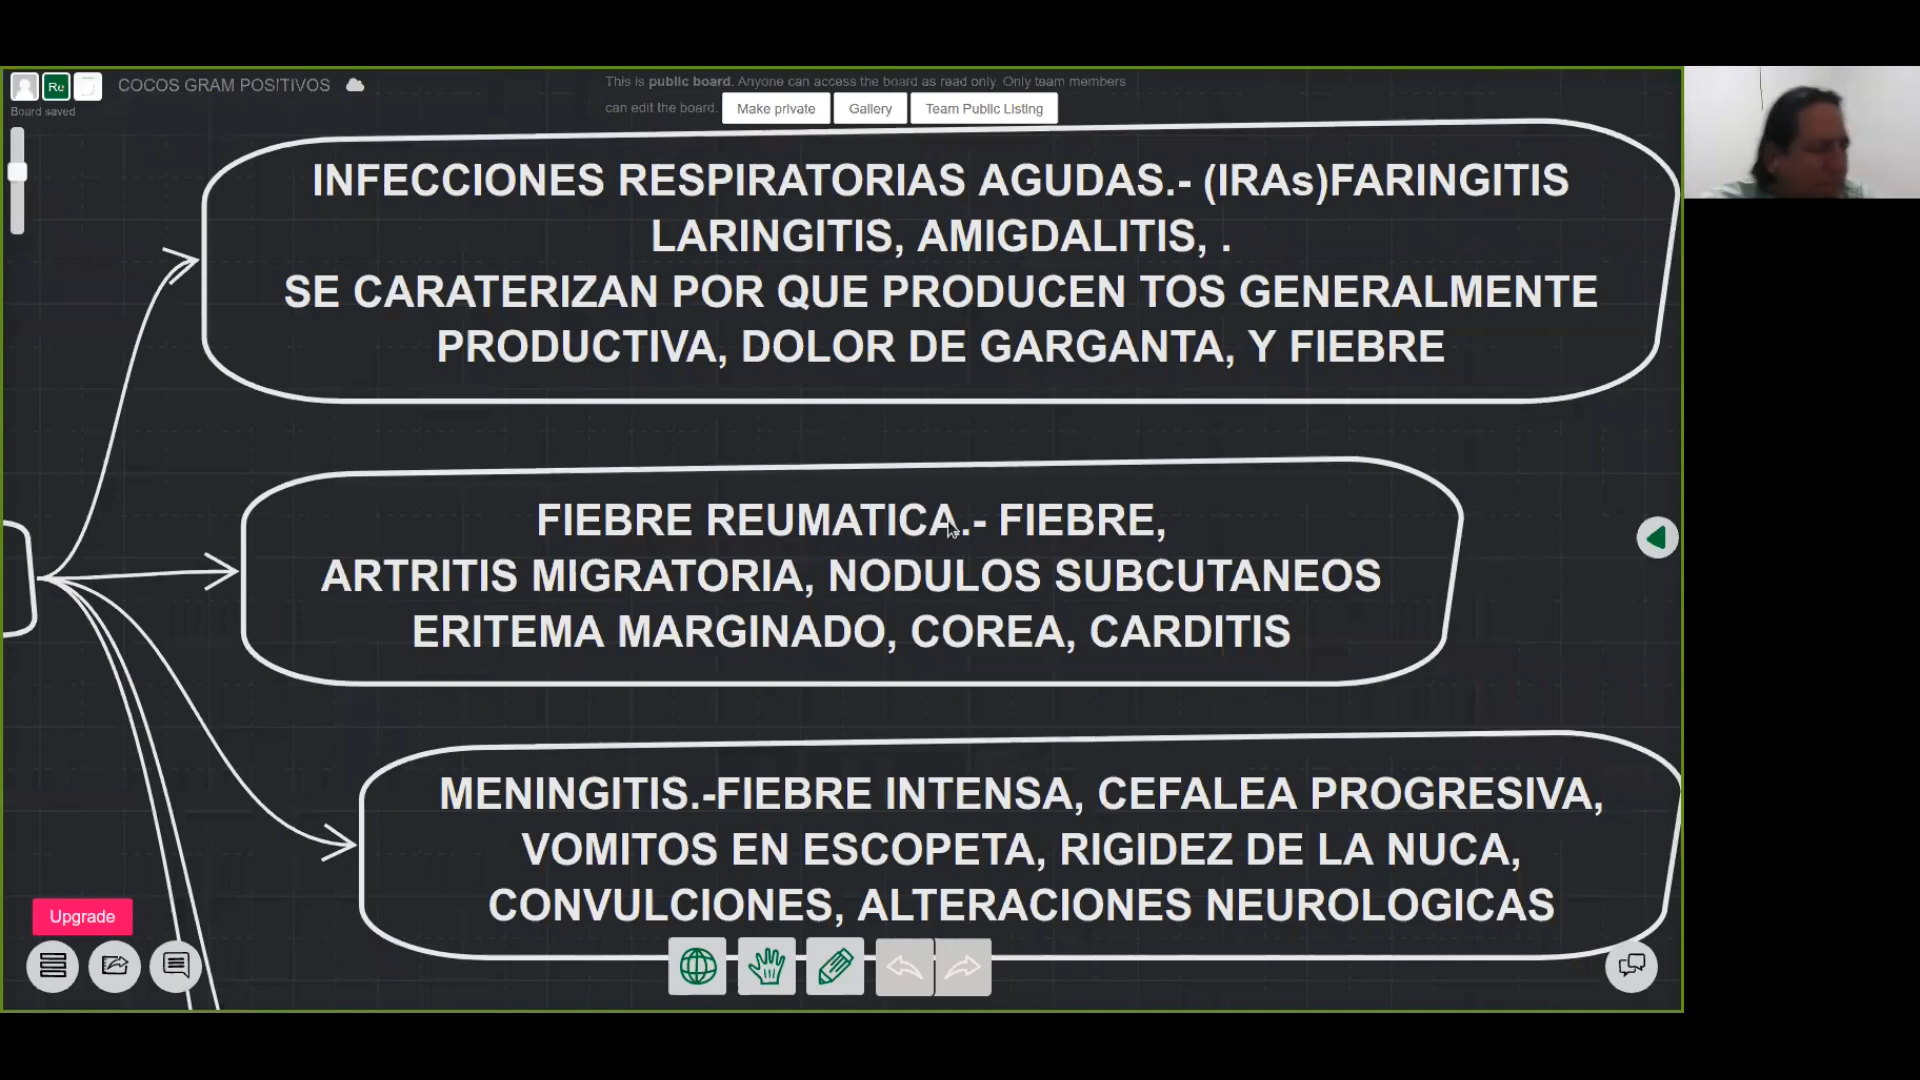 Re
COCOS GRAM POSITIVOS
Board saved
This is public board. Anyone can access the board as read only. Only team members
can edit the board. Make private Gallery Team Public Listing
INFECCIONES RESPIRATORIAS AGUDAS.- (IRAs)FARINGITIS
LARINGITIS, AMIGDALITIS, .
SE CARATERIZAN POR QUE PRODUCEN TOS GENERALMENTE
PRODUCTIVA, DOLOR DE GARGANTA, Y FIEBRE
FIEBRE REUMATICA.- FIEBRE,
ARTRITIS MIGRATORIA, NODULOS SUBCUTANEOS
ERITEMA MARGINADO, COREA, CARDITIS
MENINGITIS.-FIEBRE INTENSA, CEFALEA PROGRESIVA,
VOMITOS EN ESCOPETA, RIGIDEZ DE LA NUCA,
CONVULCIONES, ALTERACIONES NEUROLOGICAS
Upgrade